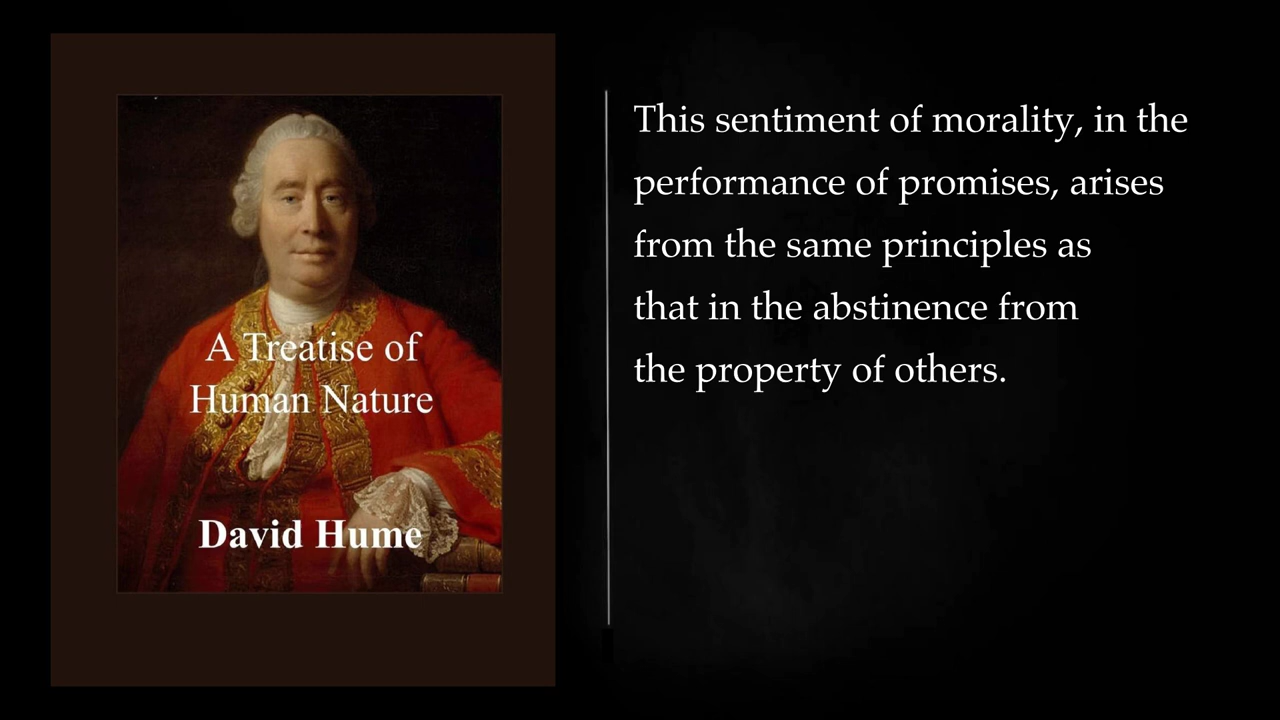 A Treatise of
Human Nature
David Hume
This sentiment of morality, in the
performance of promises, arises
from the same principles as
that in the abstinence from
the property of others.